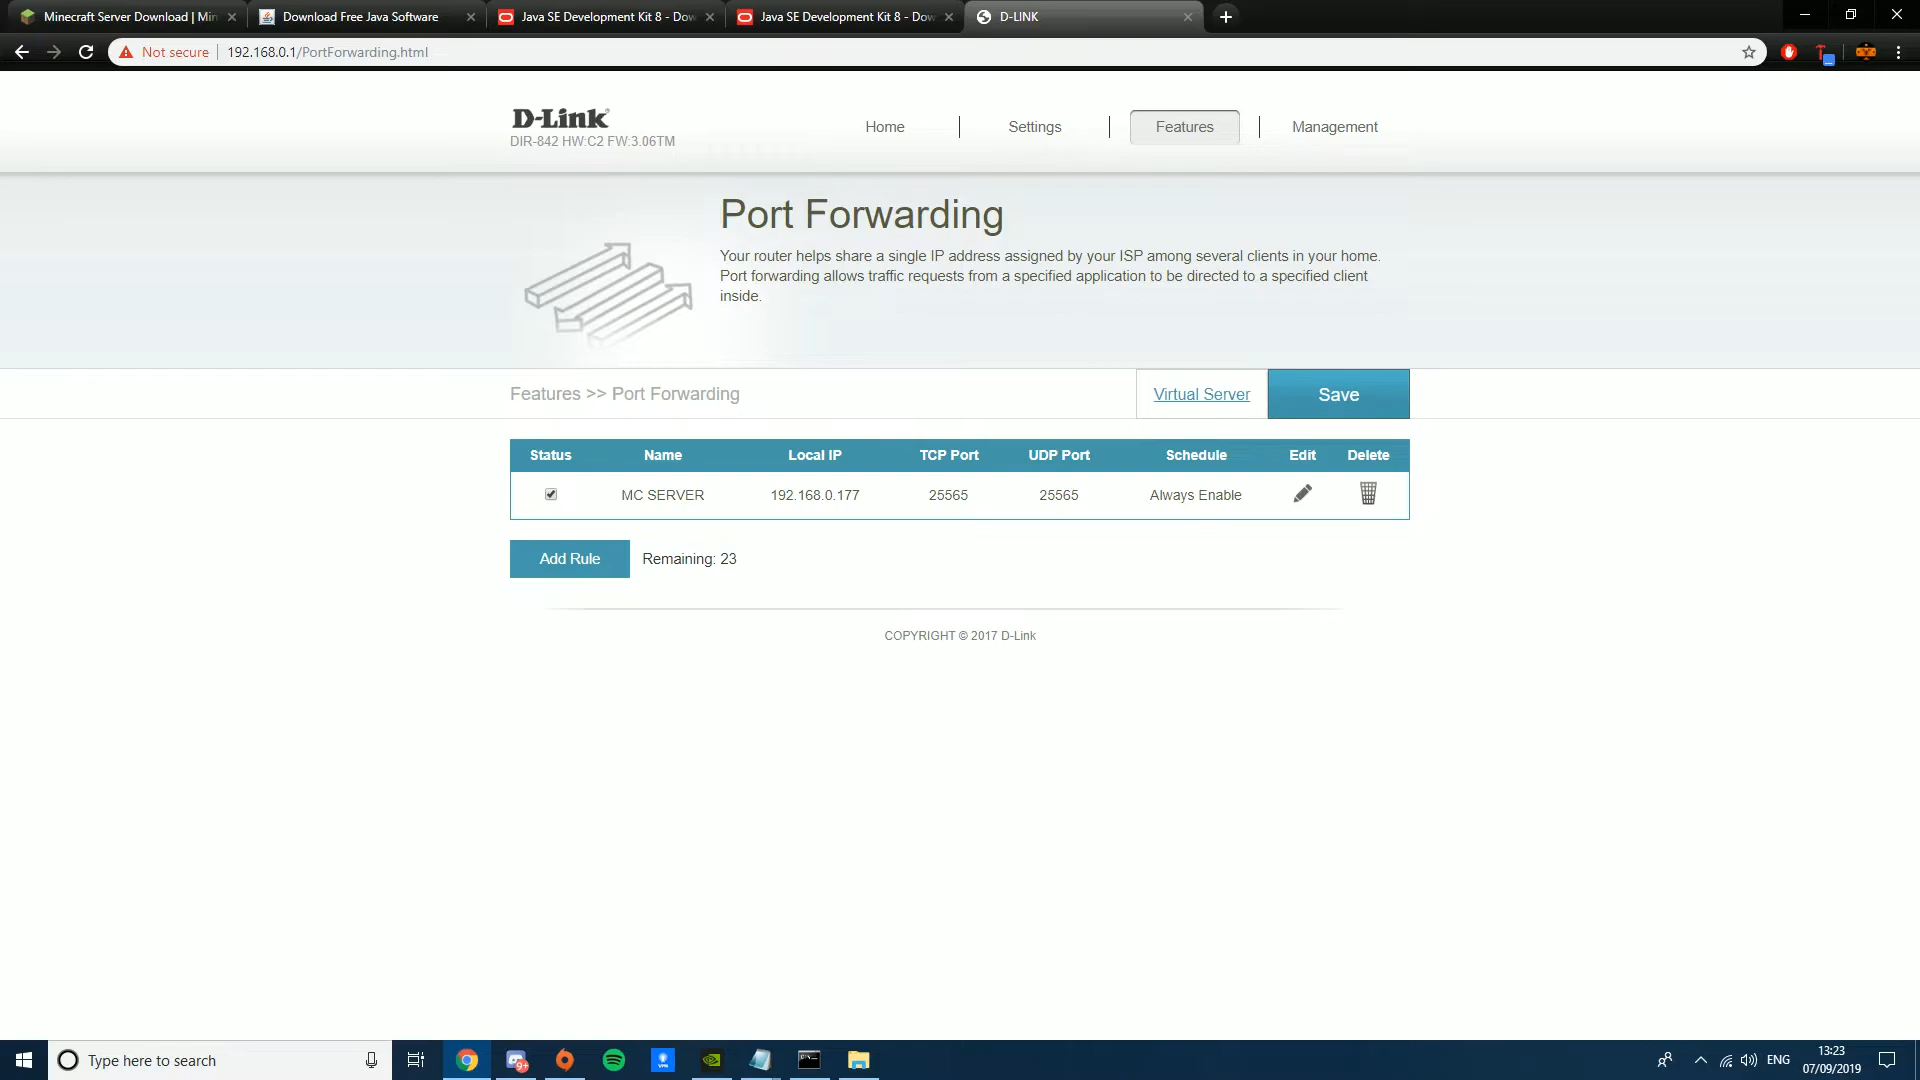 Minecraft Server Download | Min
Download Free Java Software
Java SE Development Kit 8 - Dow
Java SE Development Kit 8 - Dow
D-LINK
Not secure
192.168.0.1/PortForwarding.html
D-Link
DIR-842 HW:C2 FW:3.06TM
Home
Settings
Features
Management
Port Forwarding
Your router helps share a single IP address assigned by your ISP among several clients in your home.
Port forwarding allows traffic requests from a specified application to be directed to a specified client
inside.
Features >> Port Forwarding
Virtual Server
Save
Status Name Local IP TCP Port UDP Port Schedule Edit Delete
MC SERVER 192.168.0.177 25565 25565 Always Enable
Add Rule
Remaining: 23
COPYRIGHT © 2017 D-Link
Type here to search
9+
VPN
ENG
13:23
07/09/2019